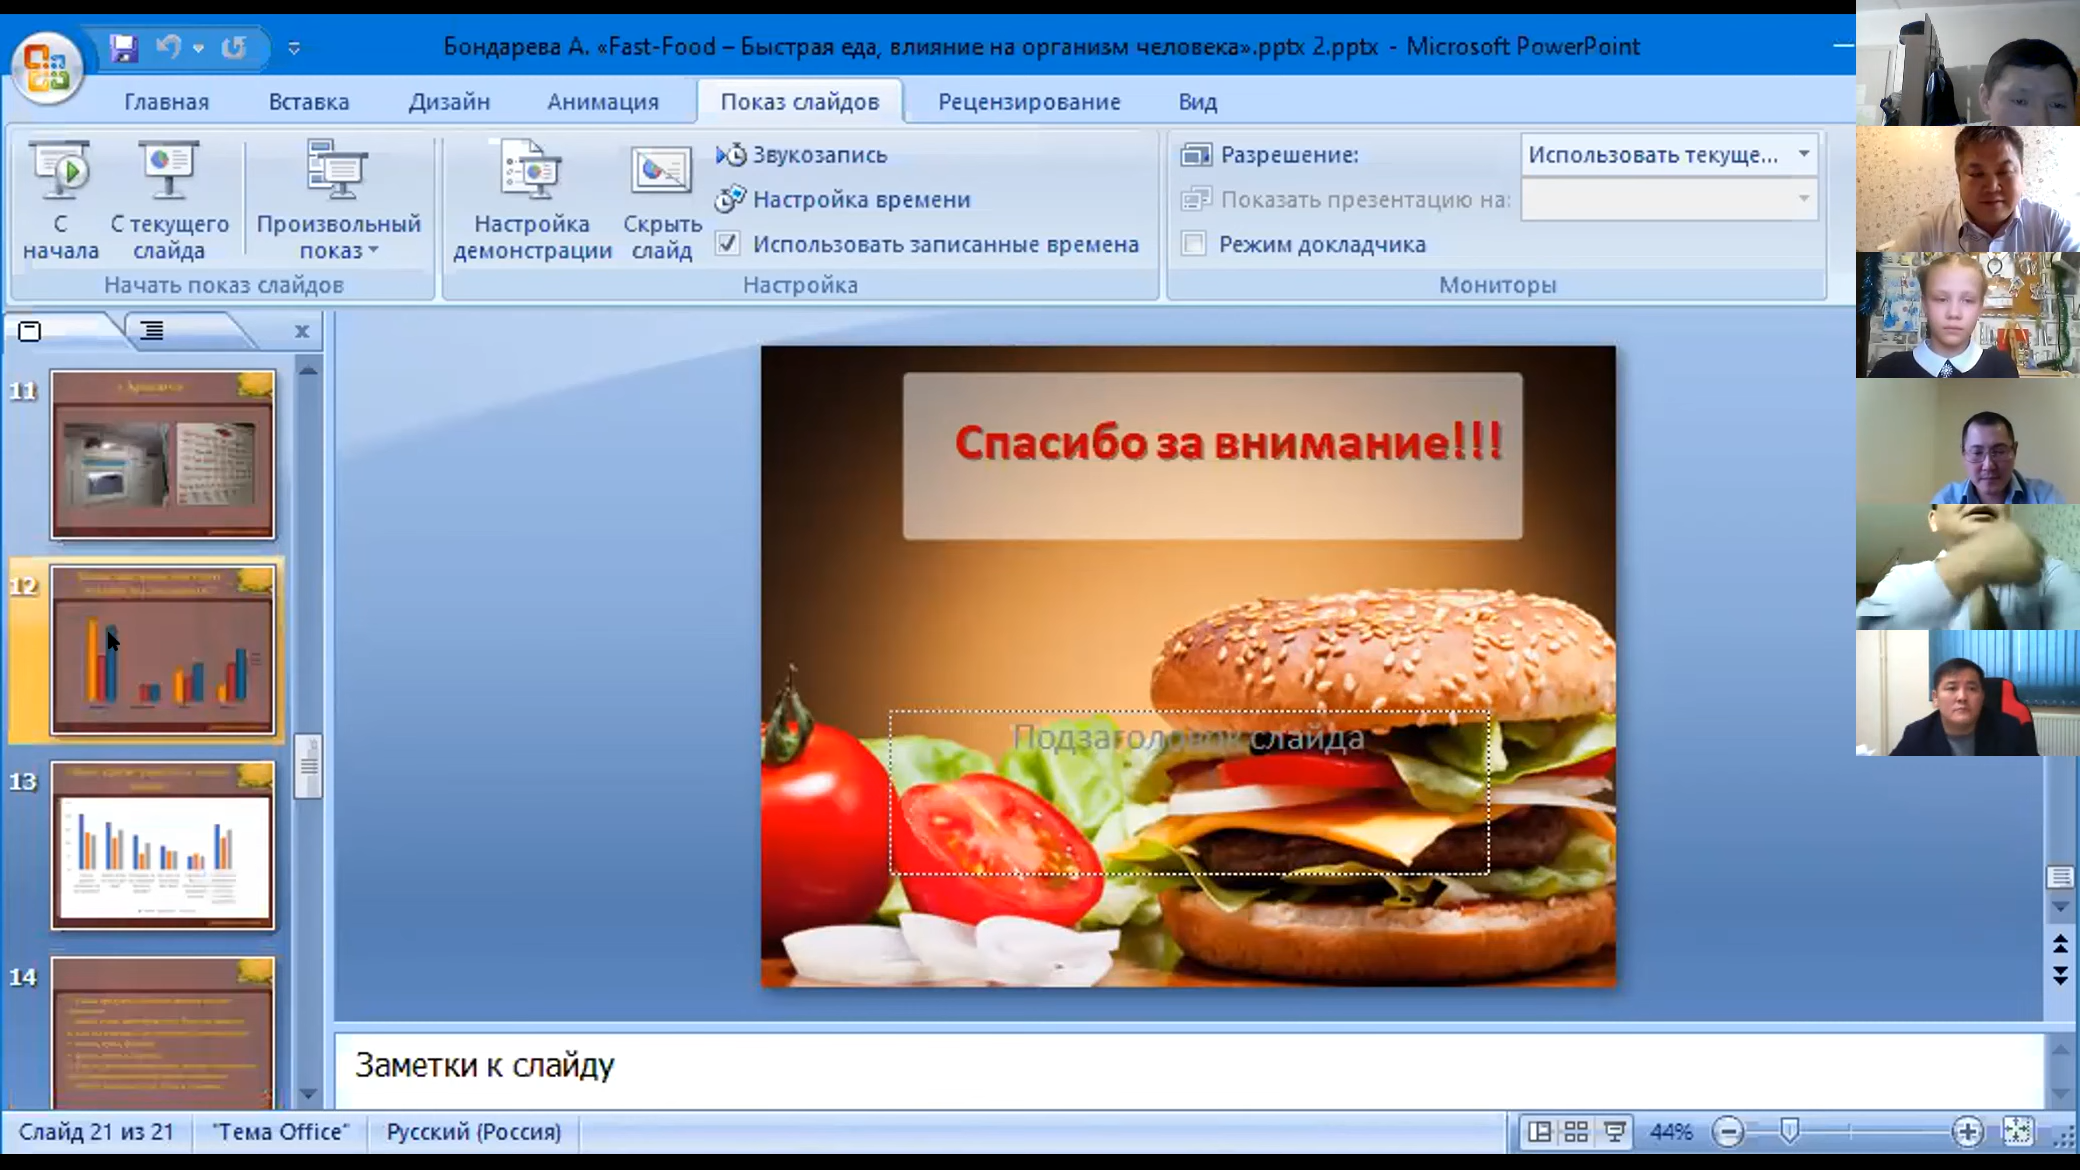 Бондарева А. «Fast-Food – Быстрая еда, влияние на организм человека».pptx 2.pptx - Microsoft PowerPoint
Главная Вставка Дизайн Анимация Показ слайдов Рецензирование Вид
С начала
С текущего слайда
Произвольный показ
Начать показ слайдов
Настройка демонстрации
Скрыть слайд
Звукозапись
Настройка времени
Использовать записанные времена
Настройка
Разрешение: Использовать текуще...
Показать презентацию на:
Режим докладчика
Мониторы
11
12
13
14
Спасибо за внимание!!!
Подзаголовок слайда
Заметки к слайду
Слайд 21 из 21 "Тема Office" Русский (Россия) 44%